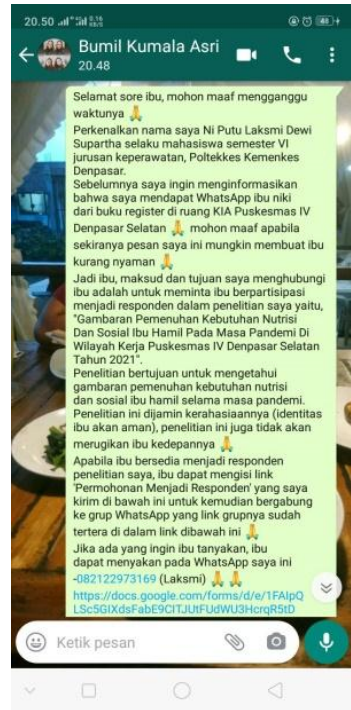 20.50
8,16
KB/S
40
Bumil Kumala Asri
20.48
Selamat sore ibu, mohon maaf mengganggu
waktunya 🙏
Perkenalkan nama saya Ni Putu Laksmi Dewi
Supartha selaku mahasiswa semester VI
jurusan keperawatan, Poltekkes Kemenkes
Denpasar.
Sebelumnya saya ingin menginformasikan
bahwa saya mendapat WhatsApp ibu niki
dari buku register di ruang KIA Puskesmas IV
Denpasar Selatan 🙏 mohon maaf apabila
sekiranya pesan saya ini mungkin membuat ibu
kurang nyaman 🙏
Jadi ibu, maksud dan tujuan saya menghubungi
ibu adalah untuk meminta ibu berpartisipasi
menjadi responden dalam penelitian saya yaitu,
"Gambaran Pemenuhan Kebutuhan Nutrisi
Dan Sosial Ibu Hamil Pada Masa Pandemi Di
Wilayah Kerja Puskesmas IV Denpasar Selatan
Tahun 2021".
Penelitian bertujuan untuk mengetahui
gambaran pemenuhan kebutuhan nutrisi
dan sosial ibu hamil selama masa pandemi.
Penelitian ini dijamin kerahasiaannya (identitas
ibu akan aman), penelitian ini juga tidak akan
merugikan ibu kedepannya 🙏
Apabila ibu bersedia menjadi responden
penelitian saya, ibu dapat mengisi link
'Permohonan Menjadi Responden' yang saya
kirim di bawah ini untuk kemudian bergabung
ke grup WhatsApp yang link grupnya sudah
tertera di dalam link dibawah ini 🙏
Jika ada yang ingin ibu tanyakan, ibu
dapat menyakan pada WhatsApp saya ini
-082122973169 (Laksmi) 🙏🙏
https://docs.google.com/forms/d/e/1FAIpQ
LSc5GIXdsFabE9CITJUtFUdWU3HcrqR5tD
Ketik pesan